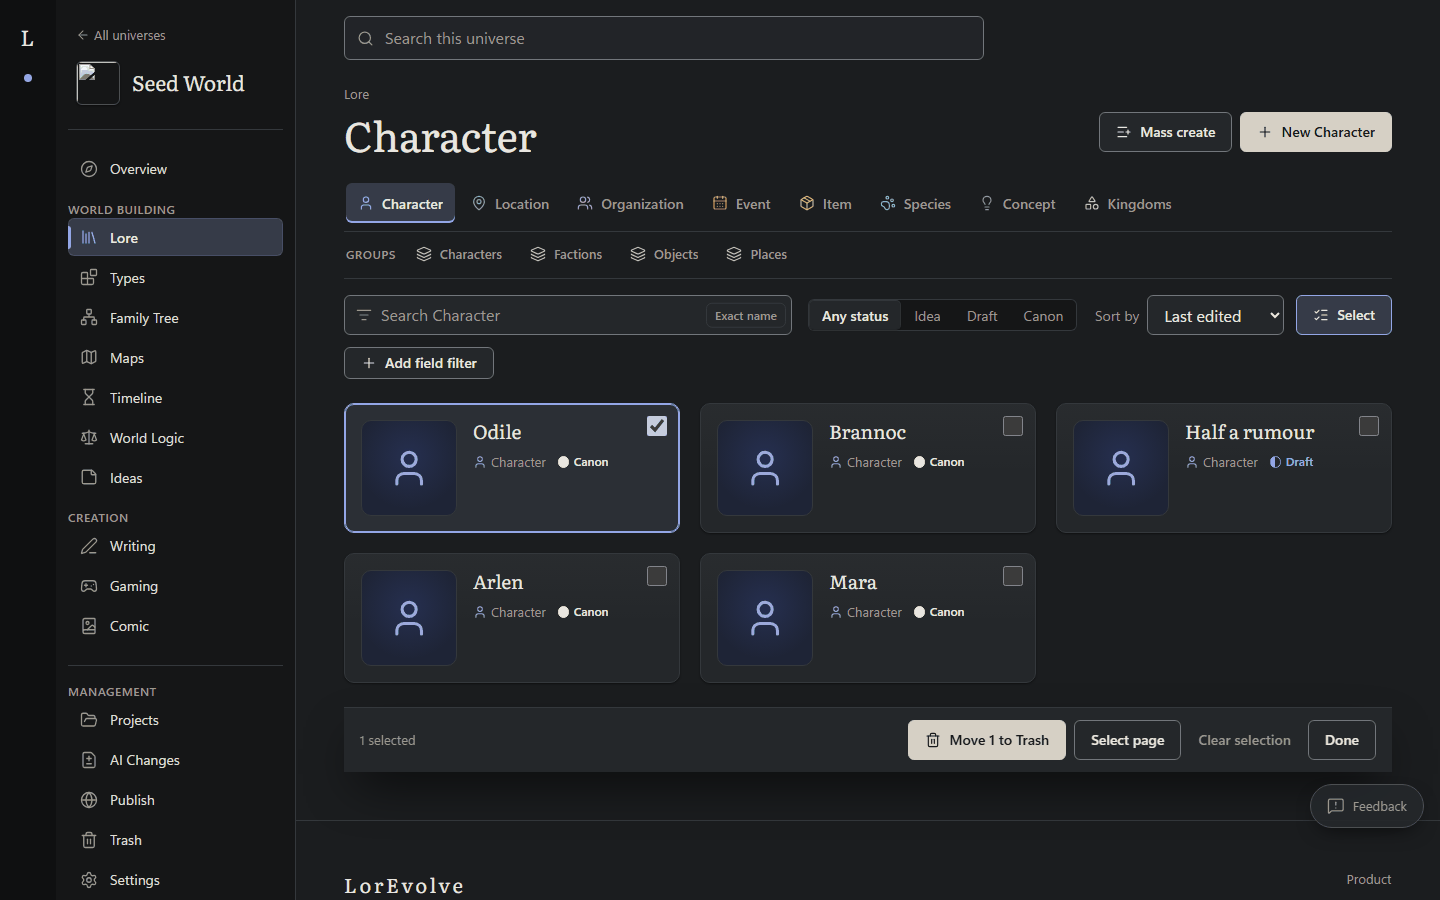 L
All universes
Seed World
Overview
WORLD BUILDING
Lore
Types
Family Tree
Maps
Timeline
World Logic
Ideas
CREATION
Writing
Gaming
Comic
MANAGEMENT
Projects
AI Changes
Publish
Trash
Settings
Search this universe
Lore
Character
Mass create
New Character
Character Location Organization Event Item Species Concept Kingdoms
GROUPS Characters Factions Objects Places
Search Character Exact name Any status Idea Draft Canon Sort by Last edited Select
Add field filter
Odile
Character Canon
Brannoc
Character Canon
Half a rumour
Character Draft
Arlen
Character Canon
Mara
Character Canon
1 selected Move 1 to Trash Select page Clear selection Done
Feedback
LorEvolve
Product